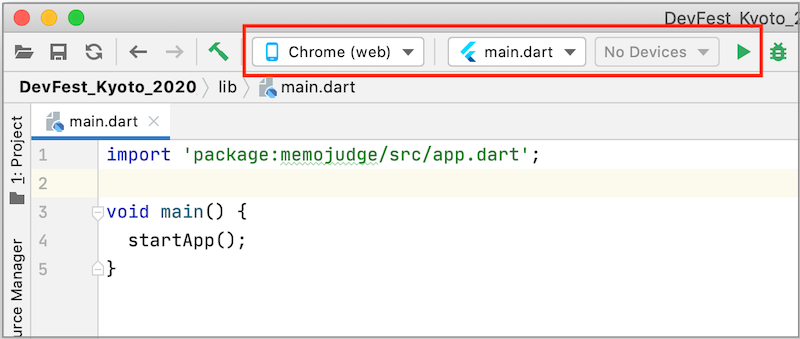 DevFest_Kyoto_2
Chrome (web) main.dart No Devices
DevFest_Kyoto_2020 lib main.dart
main.dart
1: Project
ource Manager
1 import 'package:memojudge/src/app.dart';
2
3 void main() {
4 startApp();
5 }